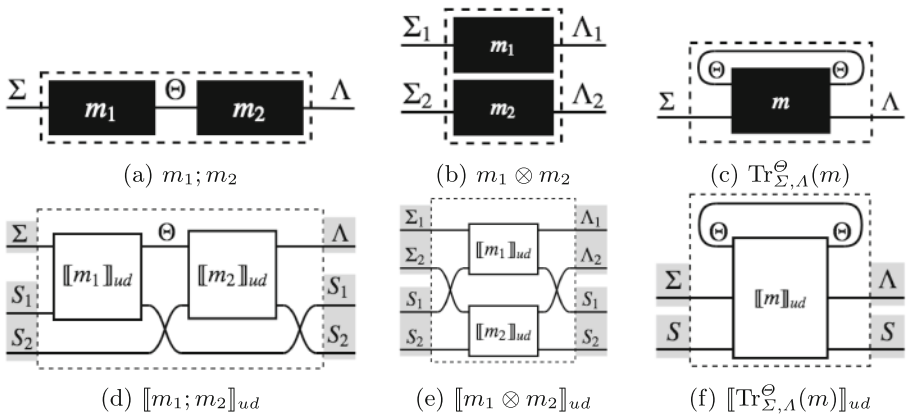 Σ m₁ Θ m₂ Λ
(a) m₁; m₂
Σ₁ m₁ Λ₁
Σ₂ m₂ Λ₂
(b) m₁ ⊗ m₂
Θ Θ
Σ m Λ
(c) Tr^Θ_{Σ,Λ}(m)
Σ ⟦m₁⟧ud Θ ⟦m₂⟧ud Λ
S₁ S₁
S₂ S₂
(d) ⟦m₁; m₂⟧ud
Σ₁ ⟦m₁⟧ud Λ₁
Σ₂ Λ₂
S₁ S₁
S₂ ⟦m₂⟧ud S₂
(e) ⟦m₁ ⊗ m₂⟧ud
Θ Θ
Σ ⟦m⟧ud Λ
S S
(f) ⟦Tr^Θ_{Σ,Λ}(m)⟧ud